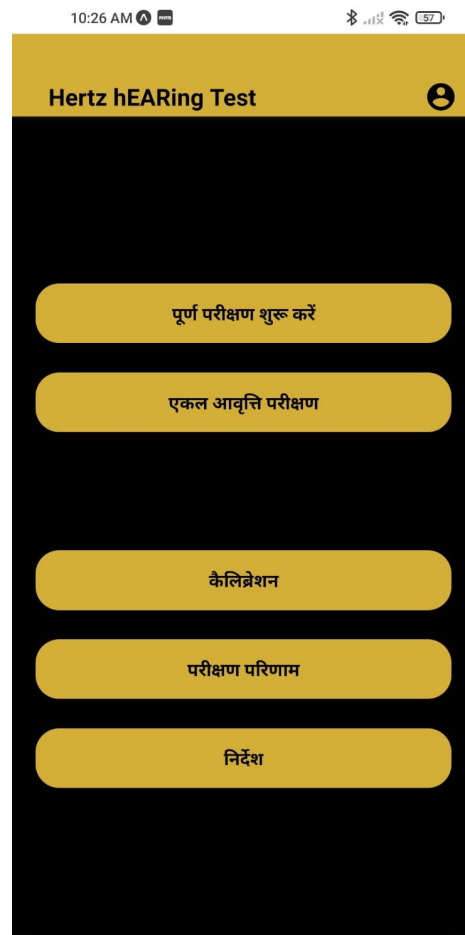 10:26 AM
57
Hertz hEARing Test
पूर्ण परीक्षण शुरू करें
एकल आवृत्ति परीक्षण
कैलिब्रेशन
परीक्षण परिणाम
निर्देश